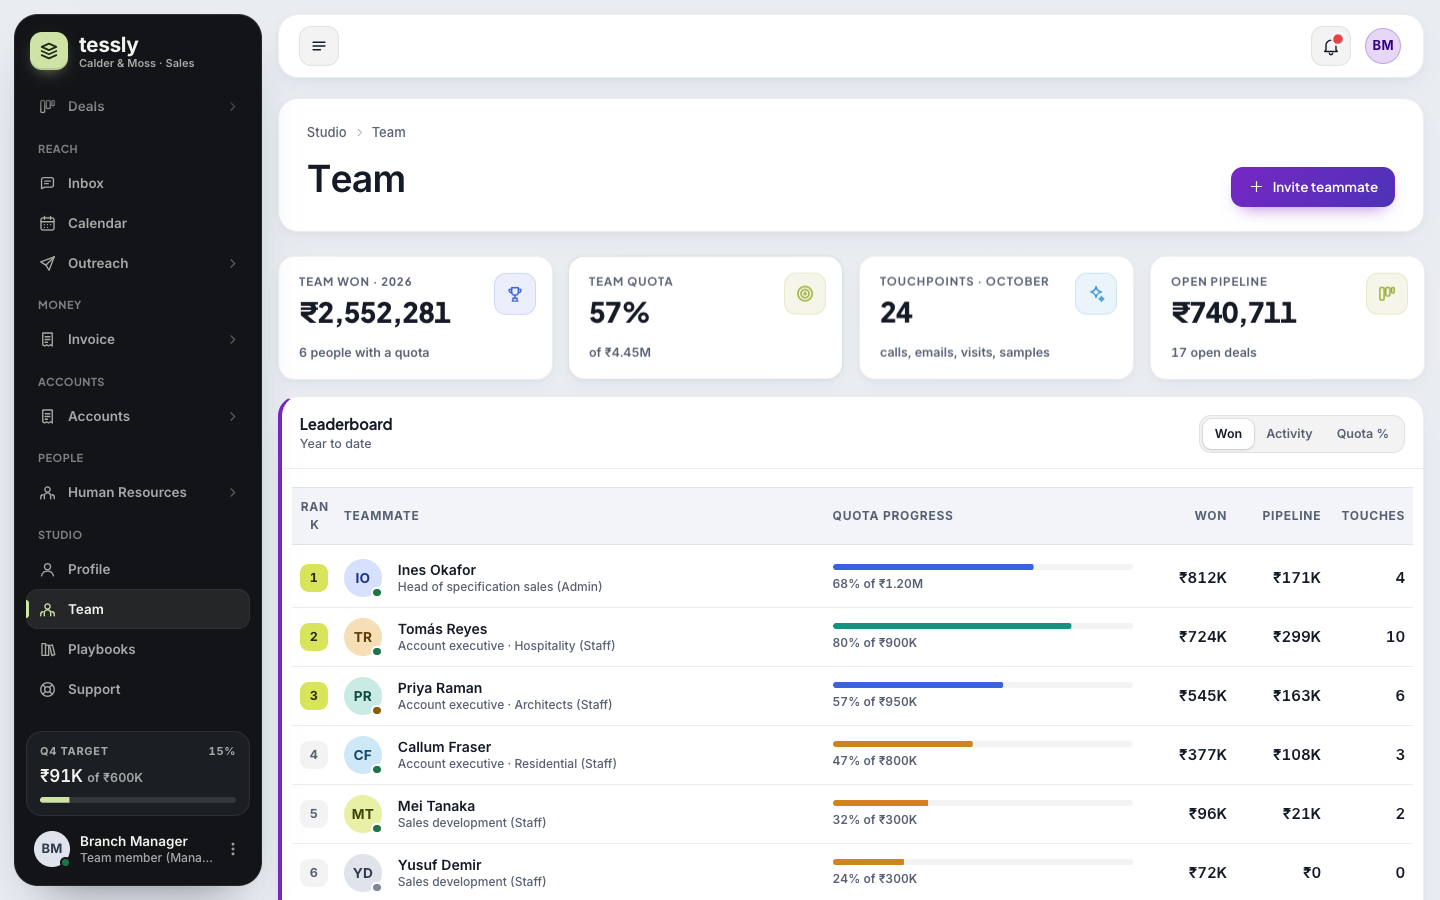 tessly
Calder & Moss · Sales
Deals
REACH
Inbox
Calendar
Outreach
MONEY
Invoice
ACCOUNTS
Accounts
PEOPLE
Human Resources
STUDIO
Profile
Team
Playbooks
Support
Q4 TARGET 15%
₹91K of ₹600K
BM Branch Manager
Team member (Mana...
BM
Studio > Team
Team
+ Invite teammate
TEAM WON · 2026
₹2,552,281
6 people with a quota
TEAM QUOTA
57%
of ₹4.45M
TOUCHPOINTS · OCTOBER
24
calls, emails, visits, samples
OPEN PIPELINE
₹740,711
17 open deals
Leaderboard
Year to date
Won Activity Quota %
RAN
K
TEAMMATE QUOTA PROGRESS WON PIPELINE TOUCHES
1 IO Ines Okafor
Head of specification sales (Admin)
68% of ₹1.20M
₹812K ₹171K 4
2 TR Tomás Reyes
Account executive · Hospitality (Staff)
80% of ₹900K
₹724K ₹299K 10
3 PR Priya Raman
Account executive · Architects (Staff)
57% of ₹950K
₹545K ₹163K 6
4 CF Callum Fraser
Account executive · Residential (Staff)
47% of ₹800K
₹377K ₹108K 3
5 MT Mei Tanaka
Sales development (Staff)
32% of ₹300K
₹96K ₹21K 2
6 YD Yusuf Demir
Sales development (Staff)
24% of ₹300K
₹72K ₹0 0